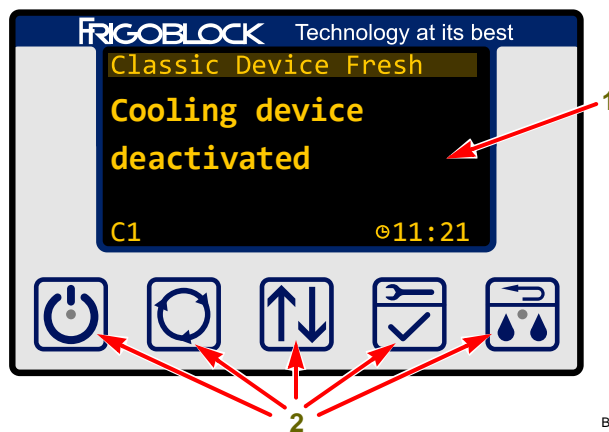 FRIGOBLOCK Technology at its best
Classic Device Fresh
Cooling device
deactivated
C1 11:21
1
2
B